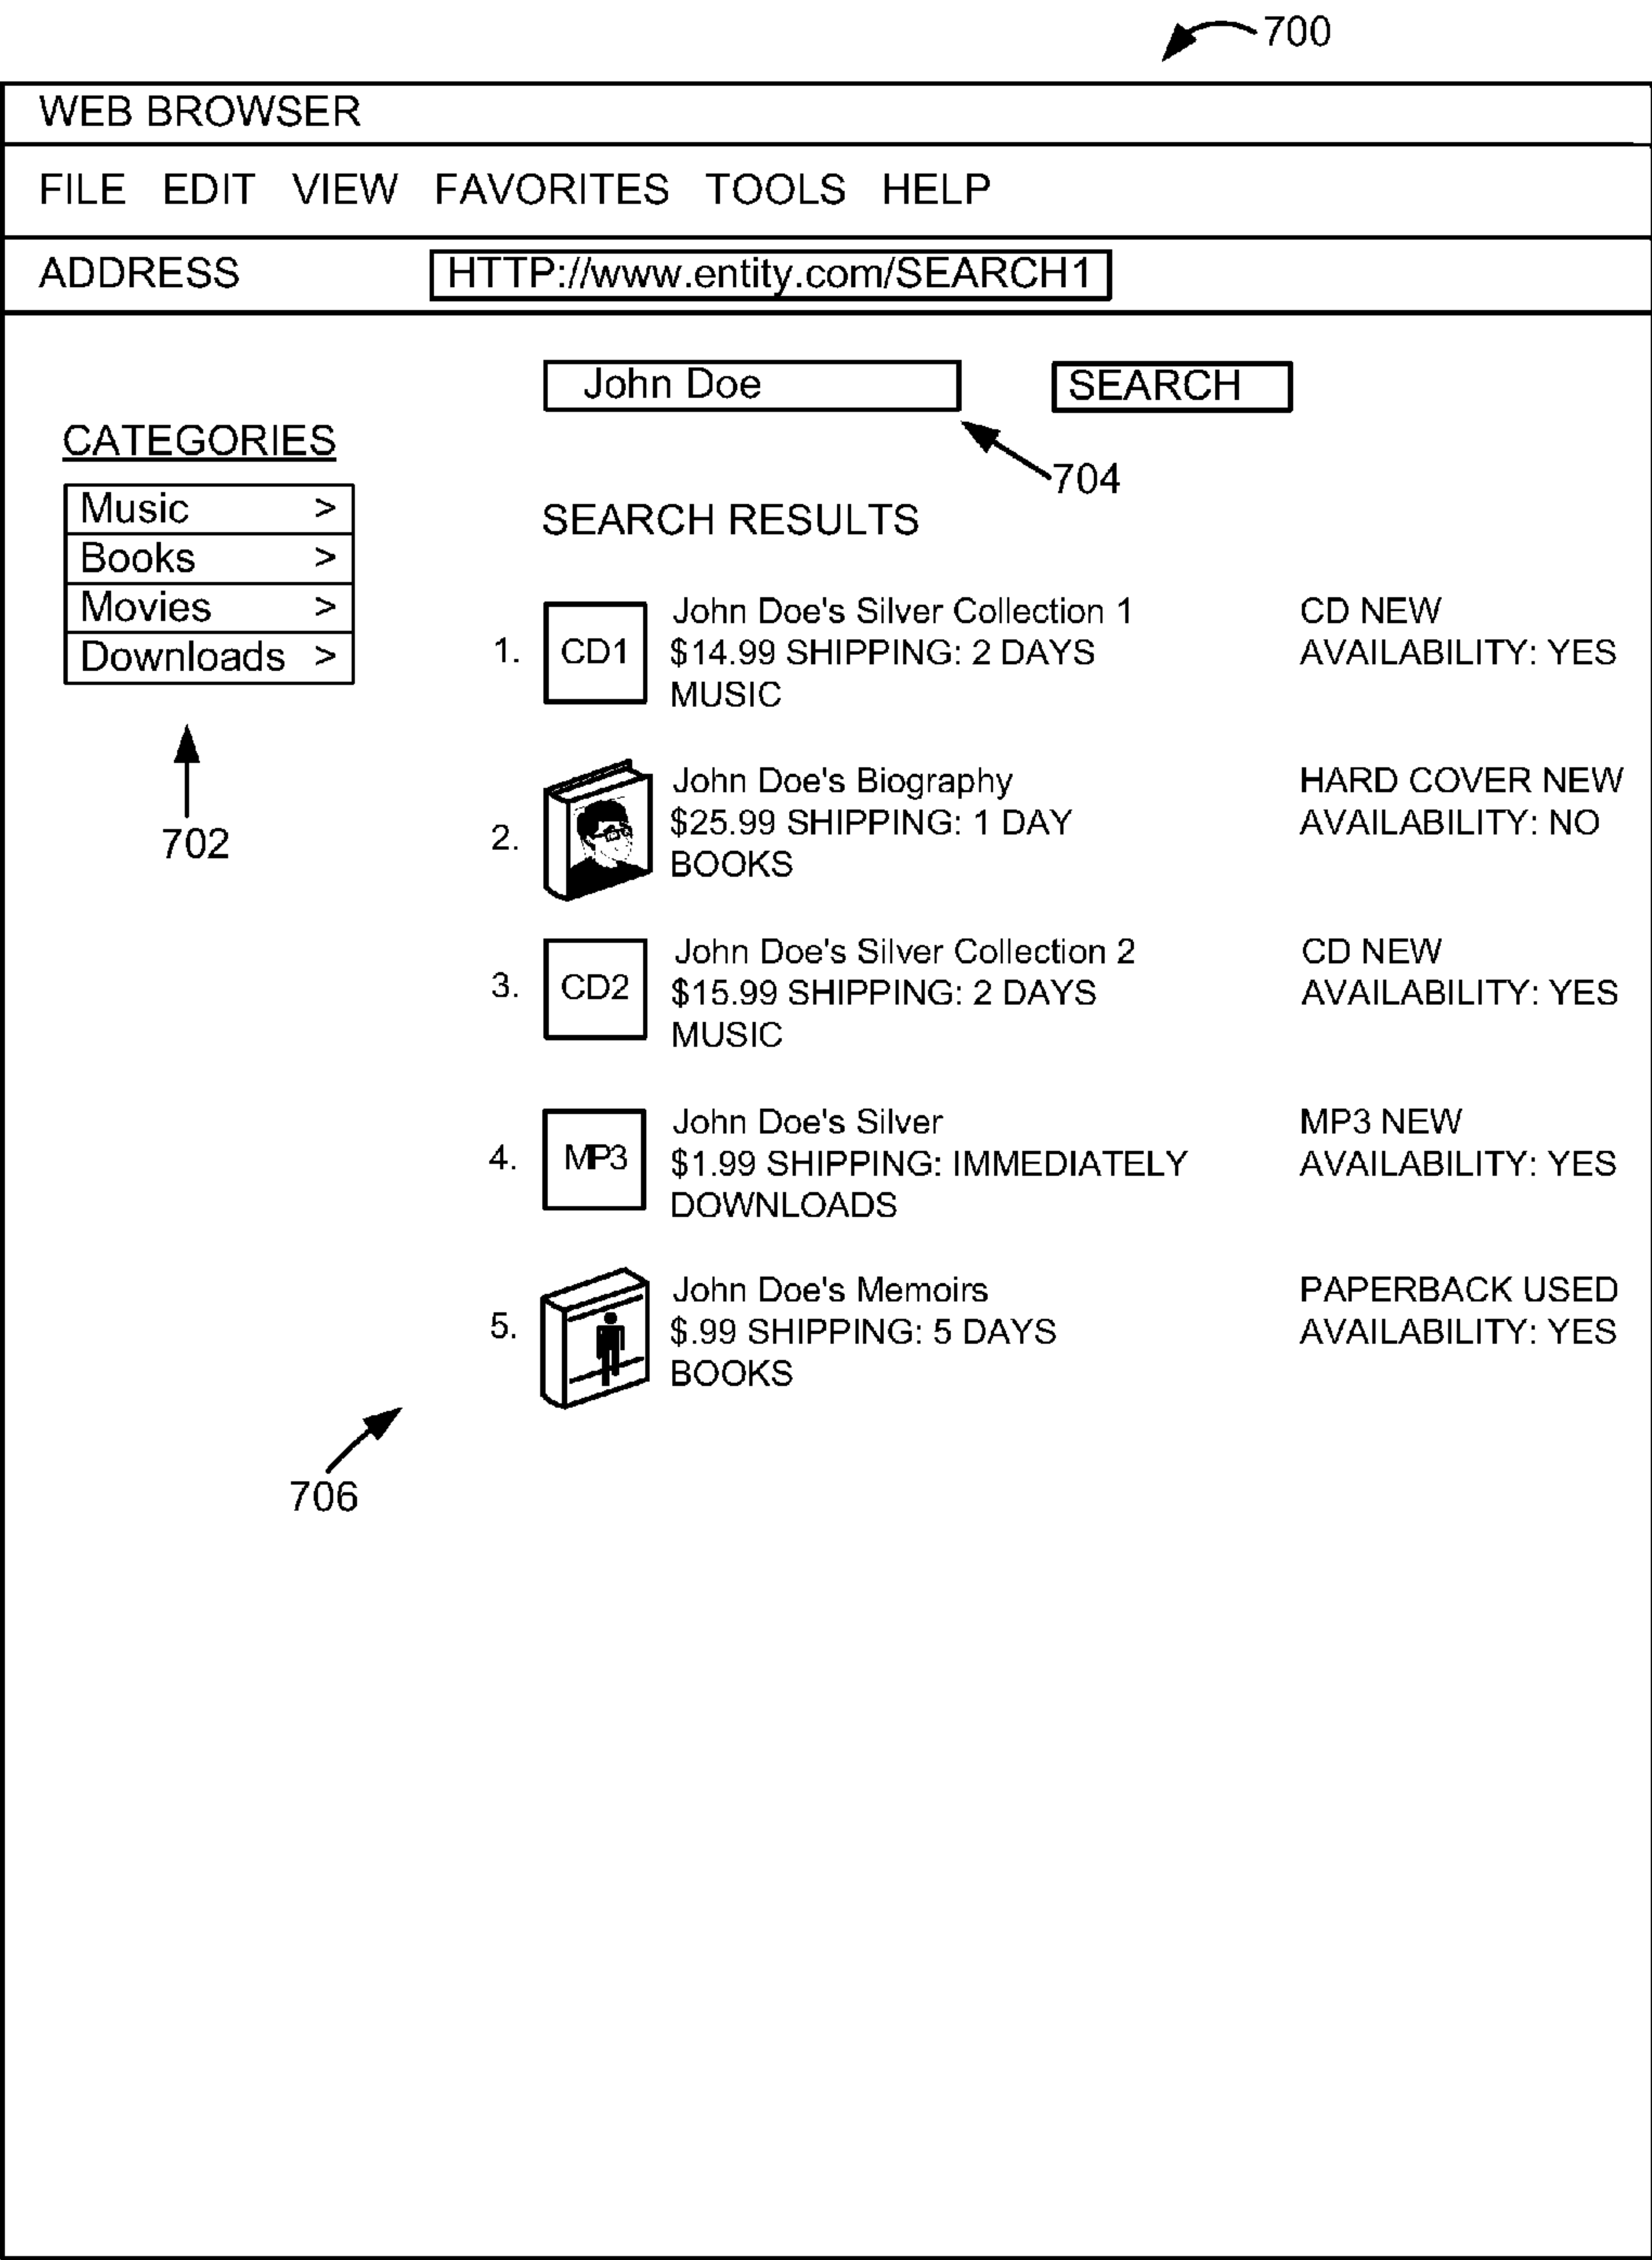 700
WEB BROWSER
FILE EDIT VIEW FAVORITES TOOLS HELP
ADDRESS HTTP://www.entity.com/SEARCH1
John Doe SEARCH
704
CATEGORIES
Music >
Books >
Movies >
Downloads >
702
SEARCH RESULTS
1. CD1 John Doe's Silver Collection 1 CD NEW
$14.99 SHIPPING: 2 DAYS AVAILABILITY: YES
MUSIC
2. John Doe's Biography HARD COVER NEW
$25.99 SHIPPING: 1 DAY AVAILABILITY: NO
BOOKS
3. CD2 John Doe's Silver Collection 2 CD NEW
$15.99 SHIPPING: 2 DAYS AVAILABILITY: YES
MUSIC
4. MP3 John Doe's Silver MP3 NEW
$1.99 SHIPPING: IMMEDIATELY AVAILABILITY: YES
DOWNLOADS
5. John Doe's Memoirs PAPERBACK USED
$.99 SHIPPING: 5 DAYS AVAILABILITY: YES
BOOKS
706